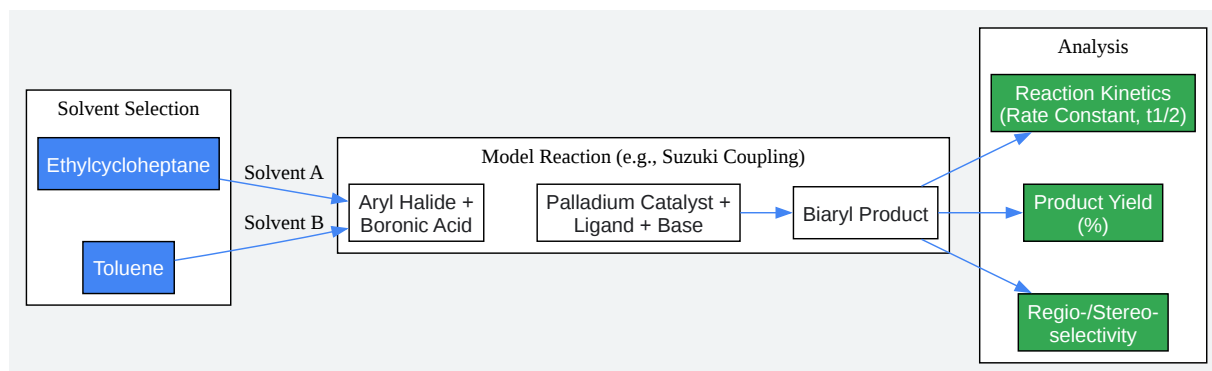 Solvent Selection
Ethylcycloheptane
Toluene
Solvent A
Solvent B
Model Reaction (e.g., Suzuki Coupling)
Aryl Halide +
Boronic Acid
Palladium Catalyst +
Ligand + Base
Biaryl Product
Analysis
Reaction Kinetics
(Rate Constant, t1/2)
Product Yield
(%)
Regio-/Stereo-
selectivity